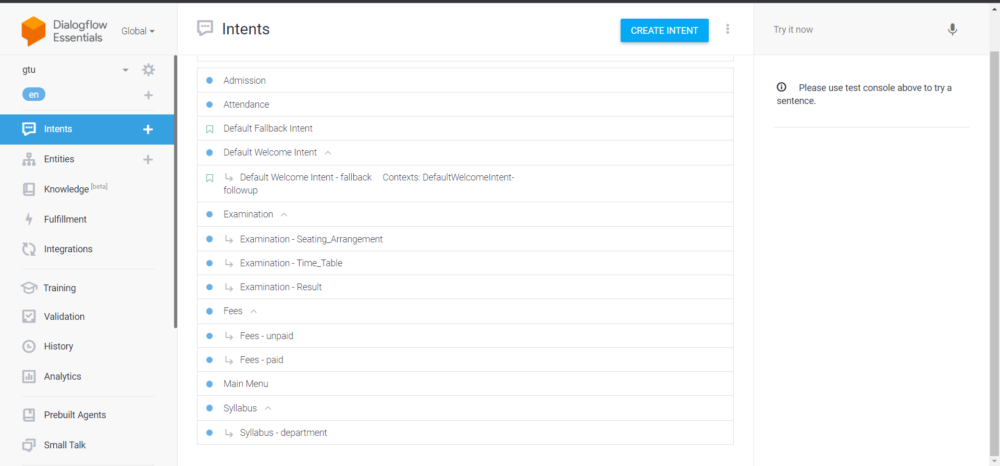 Dialogflow
Essentials
Global
gtu
en
Intents
Entities
Knowledge [beta]
Fulfillment
Integrations
Training
Validation
History
Analytics
Prebuilt Agents
Small Talk
Intents
CREATE INTENT
Admission
Attendance
Default Fallback Intent
Default Welcome Intent
Default Welcome Intent - fallback Contexts: DefaultWelcomeIntent-
followup
Examination
Examination - Seating_Arrangement
Examination - Time_Table
Examination - Result
Fees
Fees - unpaid
Fees - paid
Main Menu
Syllabus
Syllabus - department
Try it now
Please use test console above to try a
sentence.